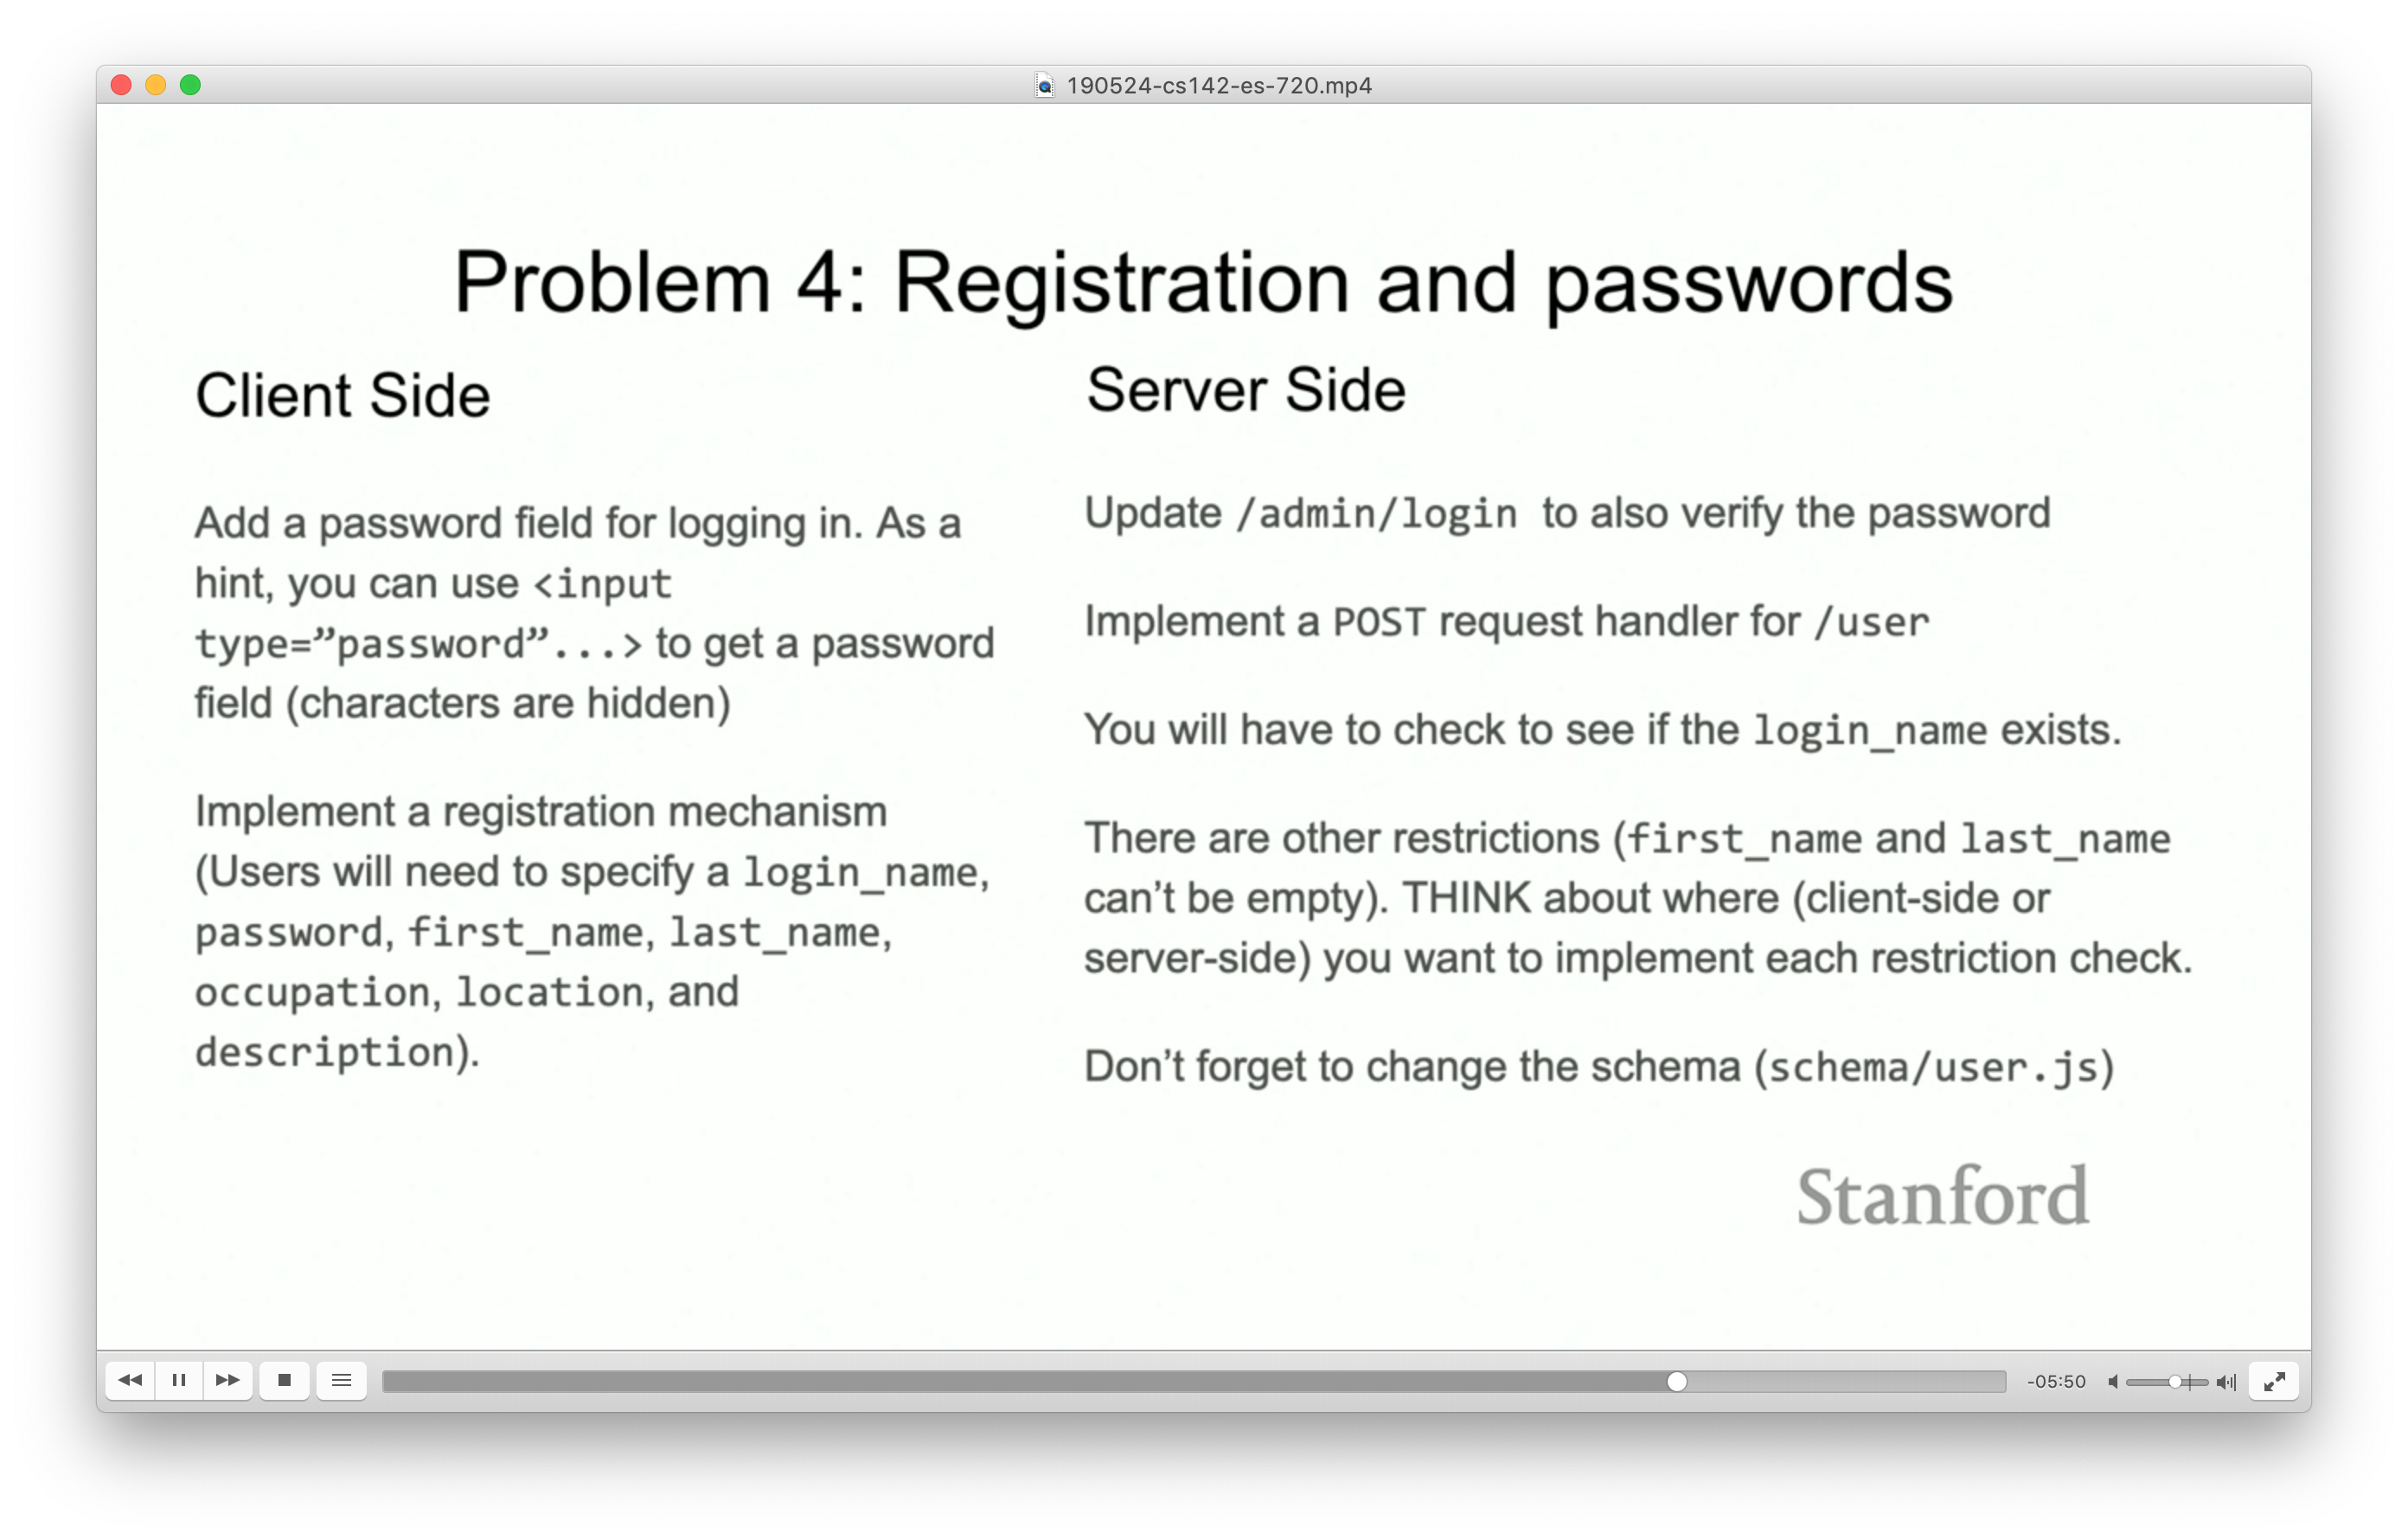 190524-cs142-es-720.mp4
Problem 4: Registration and passwords
Client Side
Add a password field for logging in. As a
hint, you can use <input
type=”password”...> to get a password
field (characters are hidden)
Implement a registration mechanism
(Users will need to specify a login_name,
password, first_name, last_name,
occupation, location, and
description).
Server Side
Update /admin/login to also verify the password
Implement a POST request handler for /user
You will have to check to see if the login_name exists.
There are other restrictions (first_name and last_name
can’t be empty). THINK about where (client-side or
server-side) you want to implement each restriction check.
Don’t forget to change the schema (schema/user.js)
Stanford
-05:50